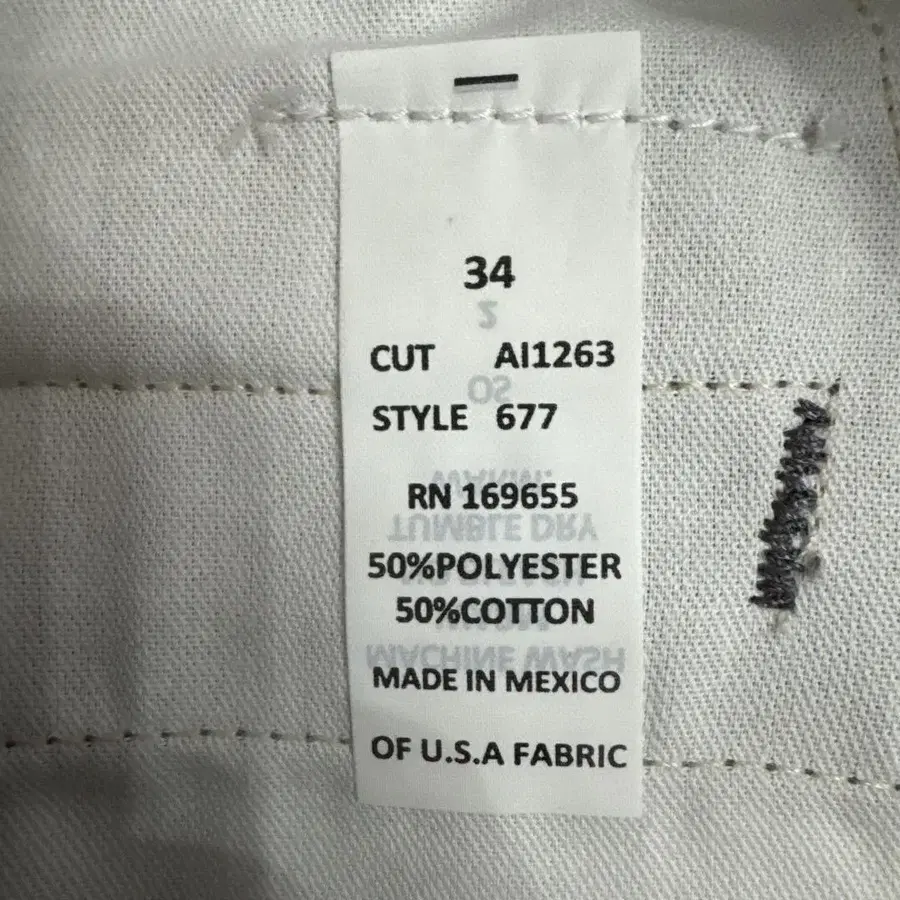 34
CUT AI1263
STYLE 677
RN 169655
50%POLYESTER
50%COTTON
MADE IN MEXICO
OF U.S.A FABRIC